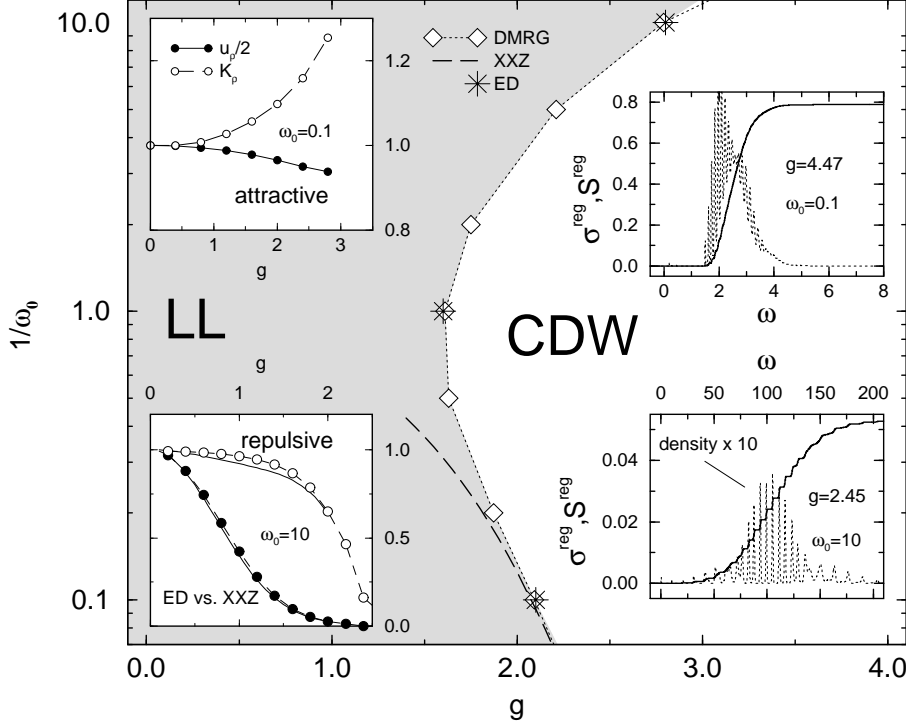 10.0
1.0
0.1
1/ω₀
0.0
1.0
2.0
3.0
4.0
g
LL
CDW
DMRG
XXZ
ED
uₚ/2
Kₚ
ω₀=0.1
attractive
1.2
1.0
0.8
0
1
2
3
g
g
0
1
2
repulsive
ω₀=10
ED vs. XXZ
1.0
0.5
0.0
0.8
0.6
0.4
0.2
0.0
σ^reg,S^reg
g=4.47
ω₀=0.1
0
2
4
6
8
ω
ω
0
50
100
150
200
density x 10
0.04
0.02
0.00
σ^reg,S^reg
g=2.45
ω₀=10